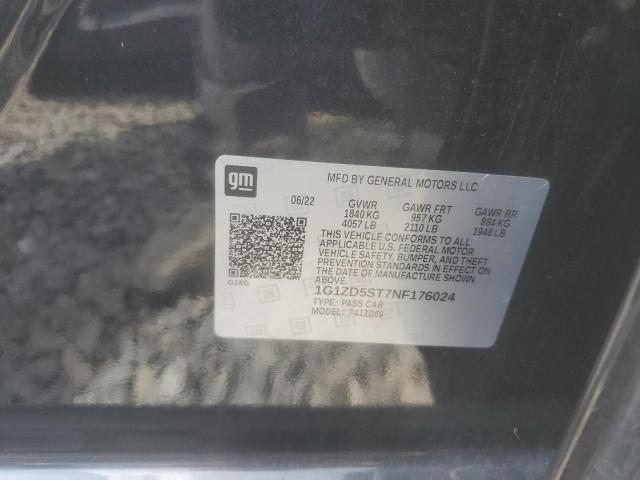 gm
MFD BY GENERAL MOTORS LLC
06/22
GVWR GAWR FRT GAWR RR
1840 KG 957 KG 884 KG
4057 LB 2110 LB 1948 LB
THIS VEHICLE CONFORMS TO ALL
APPLICABLE U.S. FEDERAL MOTOR
VEHICLE SAFETY, BUMPER, AND THEFT
PREVENTION STANDARDS IN EFFECT ON
THE DATE OF MANUFACTURE SHOWN
ABOVE.
G16G
1G1ZD5ST7NF176024
TYPE: PASS CAR
MODEL: 741ZD69